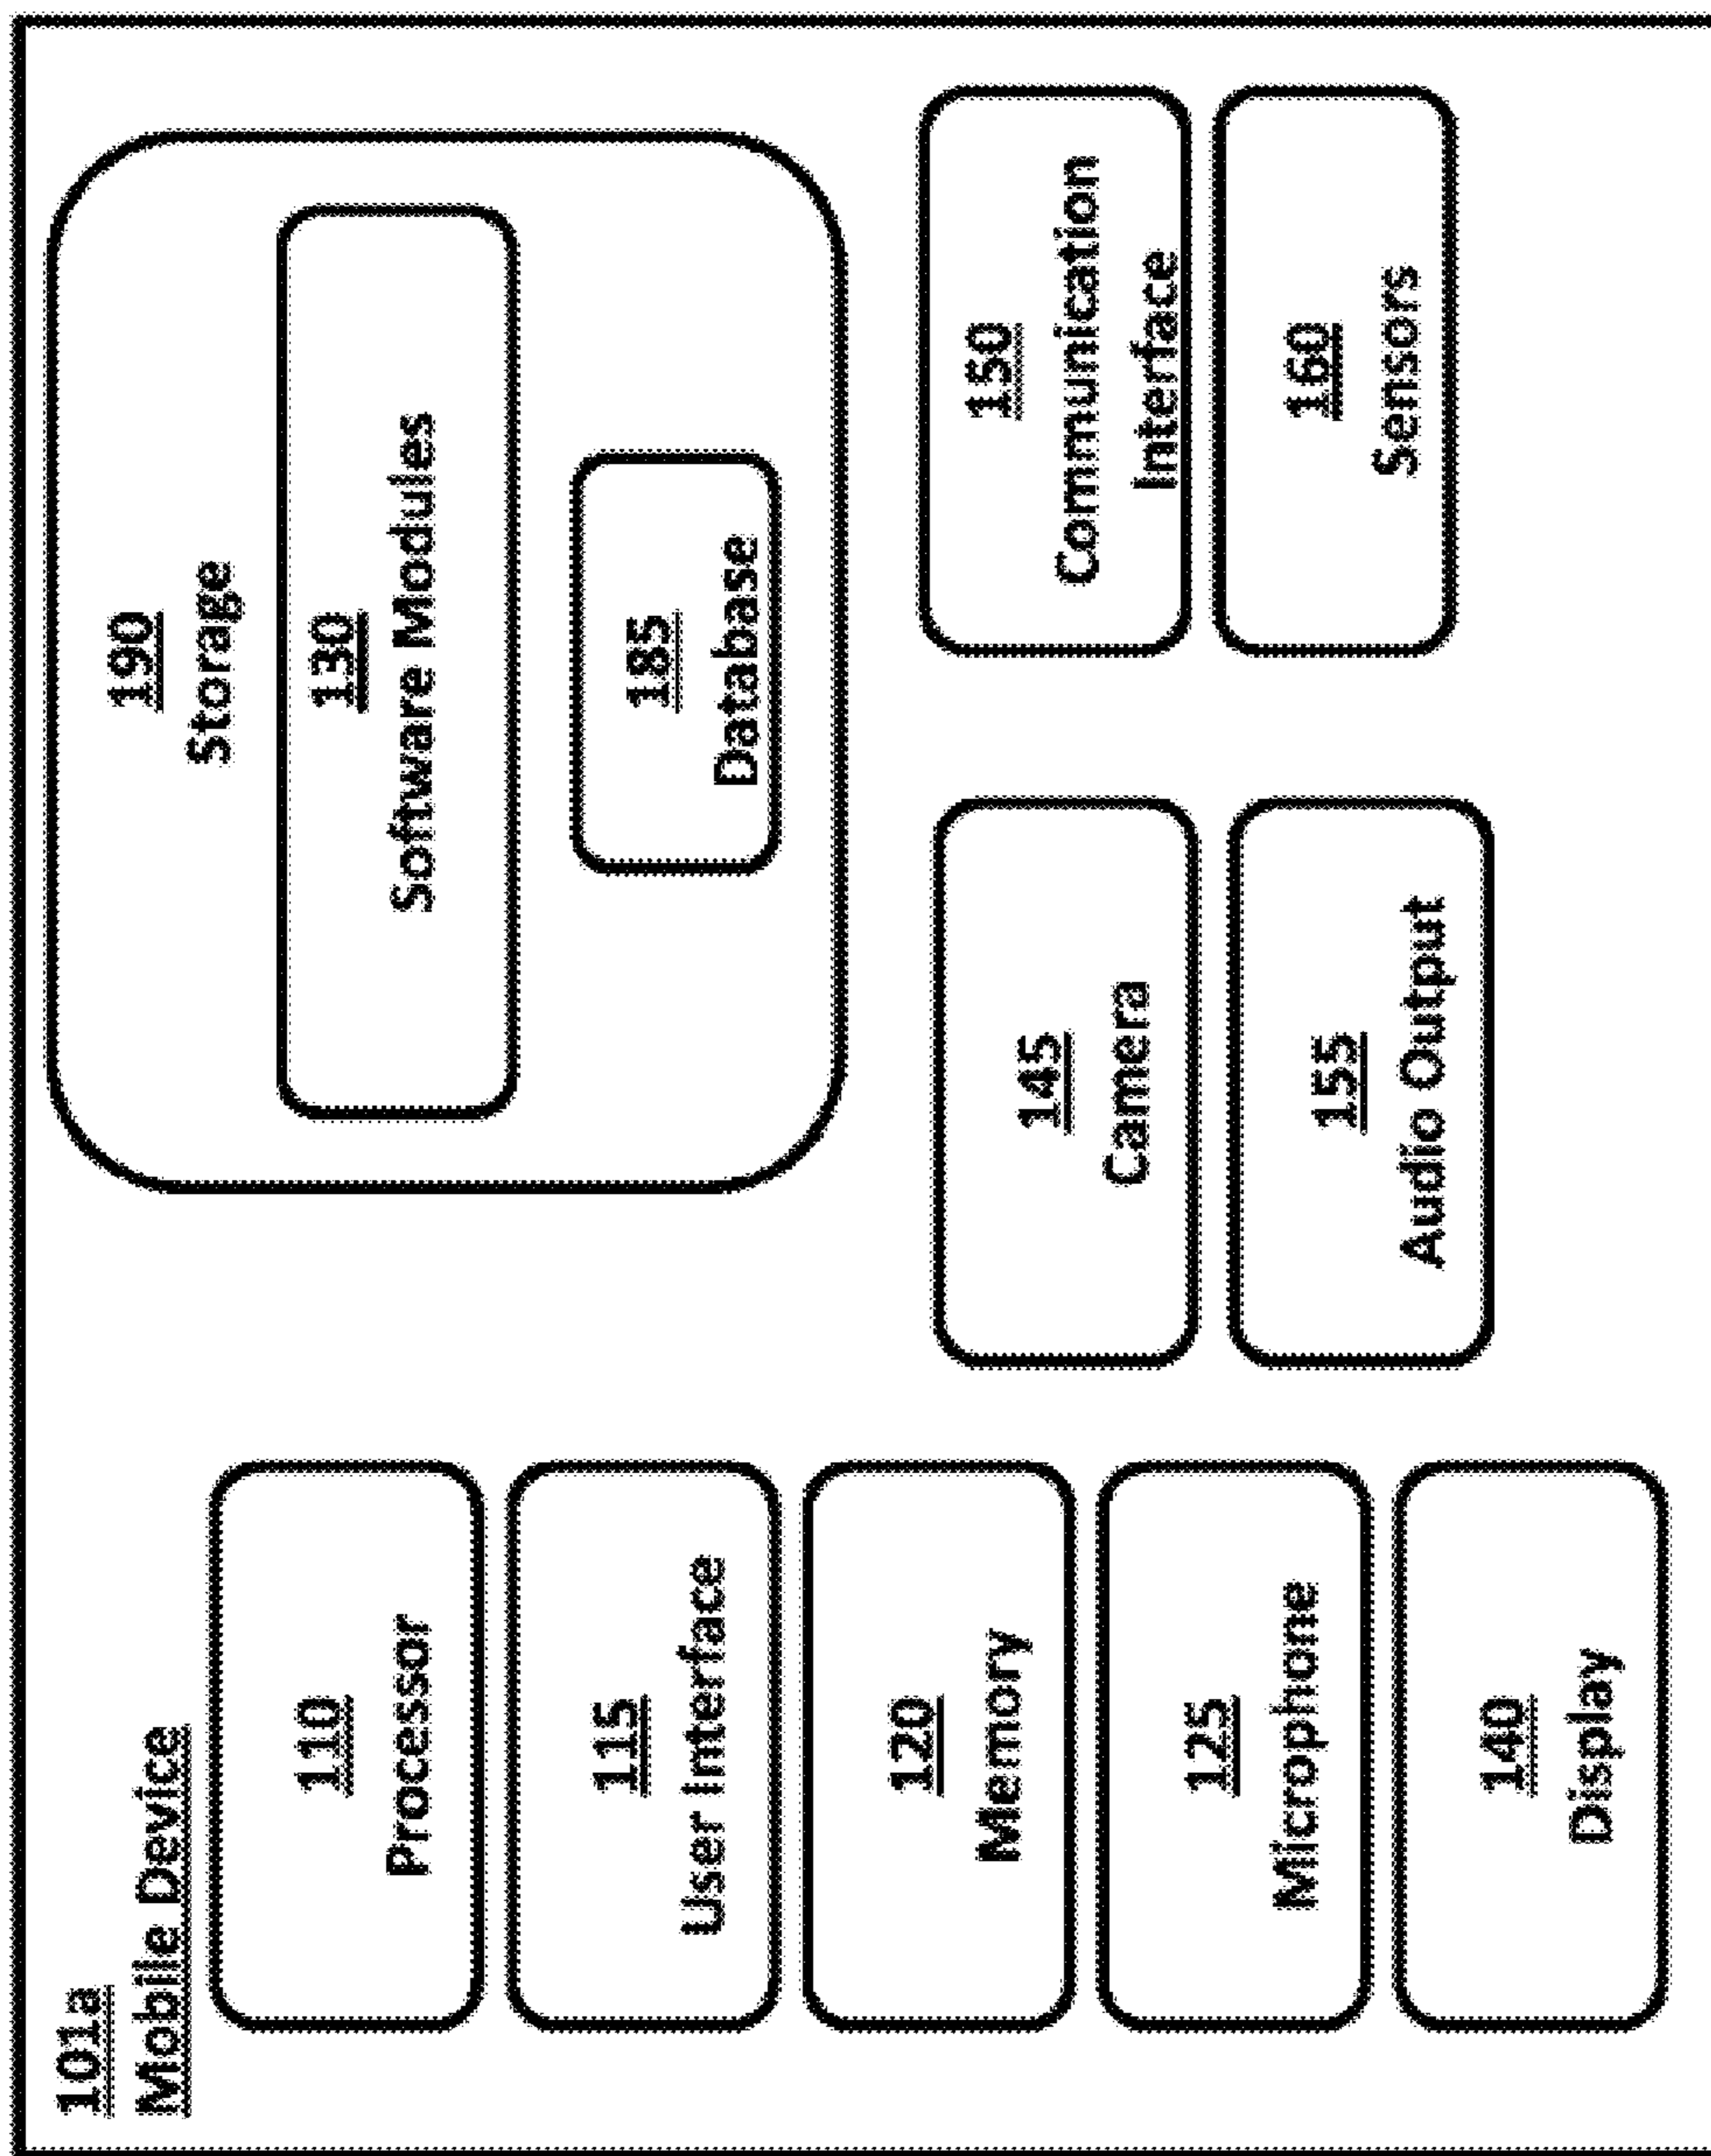 101a
Mobile Device
110
Processor
115
User Interface
120
Memory
125
Microphone
140
Display
190
Storage
130
Software Modules
185
Database
145
Camera
155
Audio Output
150
Communication
Interface
160
Sensors